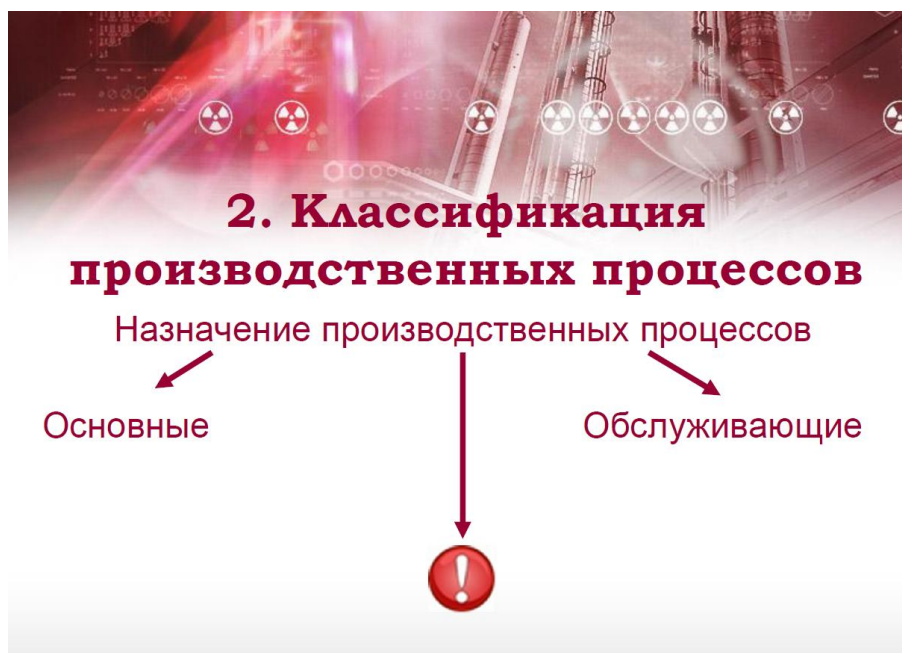 2. Классификация
производственных процессов
Назначение производственных процессов
Основные
Обслуживающие